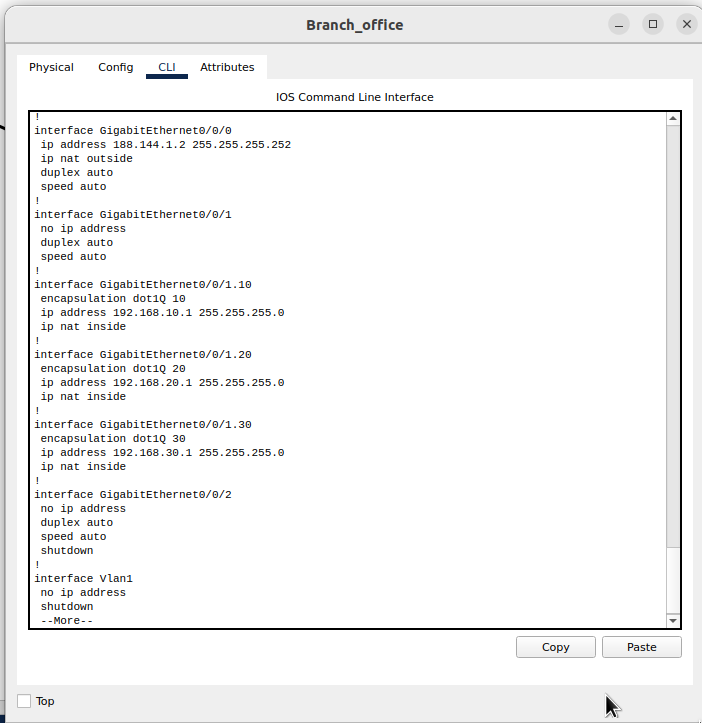 Branch_office
Physical Config CLI Attributes
IOS Command Line Interface
!
interface GigabitEthernet0/0/0
 ip address 188.144.1.2 255.255.255.252
 ip nat outside
 duplex auto
 speed auto
!
interface GigabitEthernet0/0/1
 no ip address
 duplex auto
 speed auto
!
interface GigabitEthernet0/0/1.10
 encapsulation dot1Q 10
 ip address 192.168.10.1 255.255.255.0
 ip nat inside
!
interface GigabitEthernet0/0/1.20
 encapsulation dot1Q 20
 ip address 192.168.20.1 255.255.255.0
 ip nat inside
!
interface GigabitEthernet0/0/1.30
 encapsulation dot1Q 30
 ip address 192.168.30.1 255.255.255.0
 ip nat inside
!
interface GigabitEthernet0/0/2
 no ip address
 duplex auto
 speed auto
 shutdown
!
interface Vlan1
 no ip address
 shutdown
 --More--
Copy Paste
Top